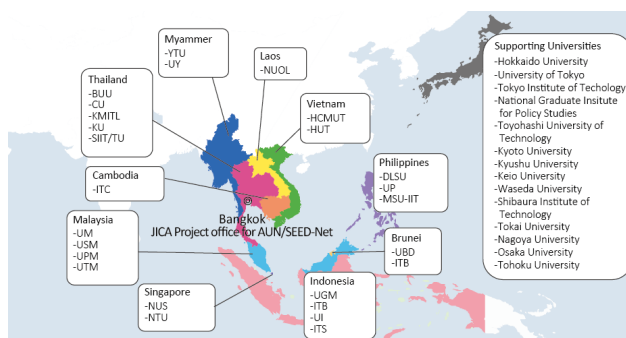 Myammer
-YTU
-UY
Laos
-NUOL
Thailand
-BUU
-CU
-KMITL
-KU
-SIIT/TU
Vietnam
-HCMUT
-HUT
Cambodia
-ITC
Philippines
-DLSU
-UP
-MSU-IIT
Bangkok
JICA Project office for AUN/SEED-Net
Malaysia
-UM
-USM
-UPM
-UTM
Brunei
-UBD
-ITB
Singapore
-NUS
-NTU
Indonesia
-UGM
-ITB
-UI
-ITS
Supporting Universities
-Hokkaido University
-University of Tokyo
-Tokyo Institute of Techology
-National Graduate Insitute
for Policy Studies
-Toyohashi University of
Technology
-Kyoto University
-Kyushu University
-Keio University
-Waseda University
-Shibaura Institute of
Technology
-Tokai University
-Nagoya University
-Osaka University
-Tohoku University